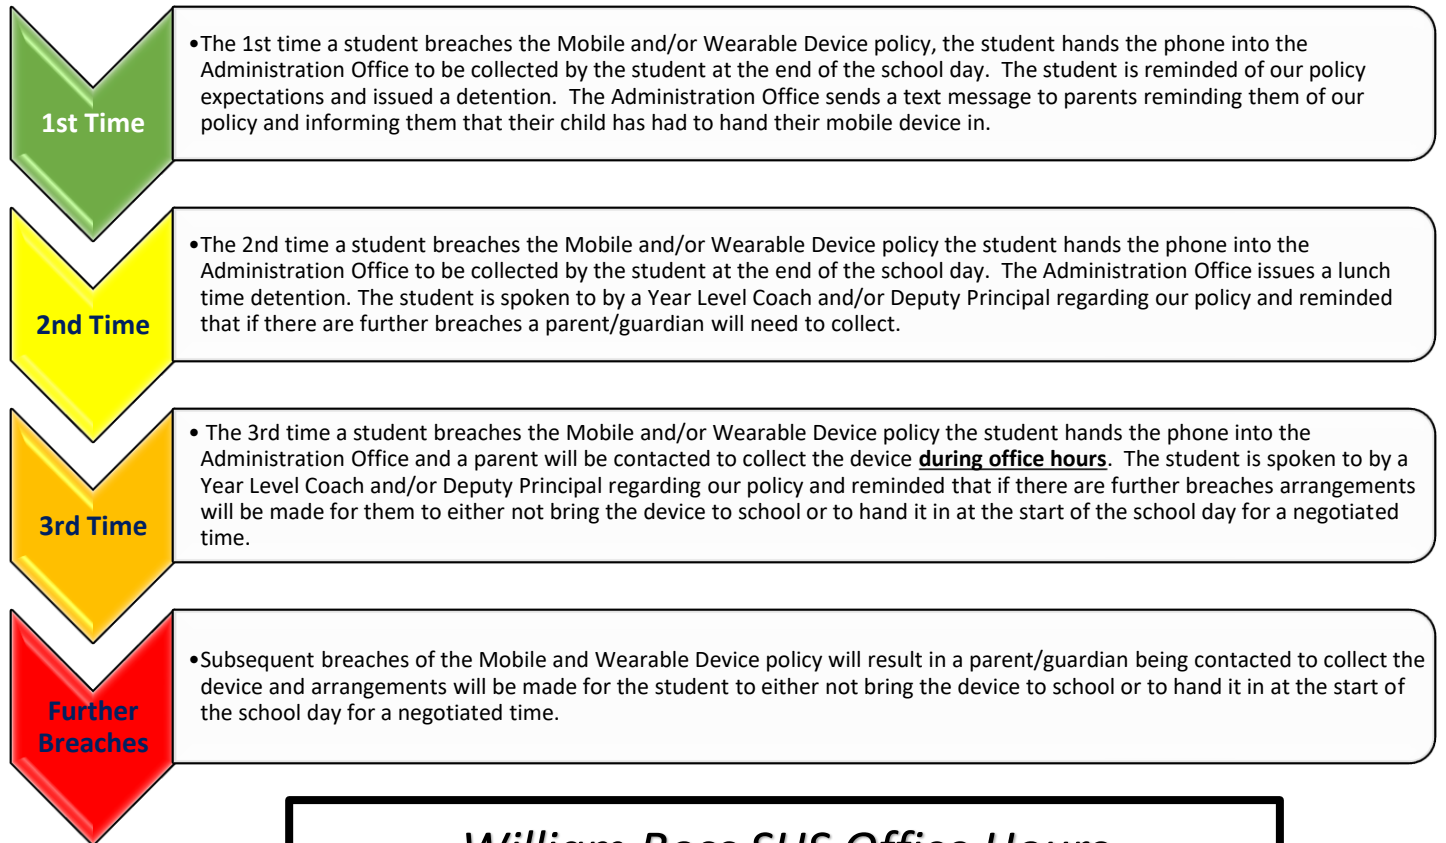 1st Time
•The 1st time a student breaches the Mobile and/or Wearable Device policy, the student hands the phone into the
Administration Office to be collected by the student at the end of the school day.  The student is reminded of our policy
expectations and issued a detention.  The Administration Office sends a text message to parents reminding them of our
policy and informing them that their child has had to hand their mobile device in.
2nd Time
•The 2nd time a student breaches the Mobile and/or Wearable Device policy the student hands the phone into the
Administration Office to be collected by the student at the end of the school day.  The Administration Office issues a lunch
time detention. The student is spoken to by a Year Level Coach and/or Deputy Principal regarding our policy and reminded
that if there are further breaches a parent/guardian will need to collect.
3rd Time
• The 3rd time a student breaches the Mobile and/or Wearable Device policy the student hands the phone into the
Administration Office and a parent will be contacted to collect the device during office hours.  The student is spoken to by a
Year Level Coach and/or Deputy Principal regarding our policy and reminded that if there are further breaches arrangements
will be made for them to either not bring the device to school or to hand it in at the start of the school day for a negotiated
time.
Further
Breaches
•Subsequent breaches of the Mobile and Wearable Device policy will result in a parent/guardian being contacted to collect the
device and arrangements will be made for the student to either not bring the device to school or to hand it in at the start of
the school day for a negotiated time.
William Ross SHS Office Hours